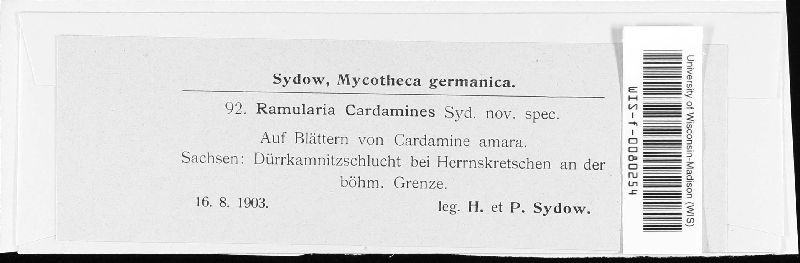 Sydow, Mycotheca germanica.
92. Ramularia Cardamines Syd. nov. spec.
Auf Blättern von Cardamine amara.
Sachsen: Dürrkamnitzschlucht bei Herrnskretschen an der
böhm. Grenze.
16. 8. 1903.
leg. H. et P. Sydow.
University of Wisconsin-Madison (WIS)
WIS-f-0080254